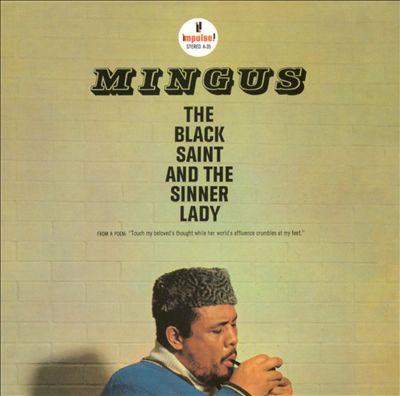 impulse!
STEREO A-35
MINGUS
THE
BLACK
SAINT
AND THE
SINNER
LADY
FROM A POEM: "Touch my beloved's thought while her world's affluence crumbles at my feet."